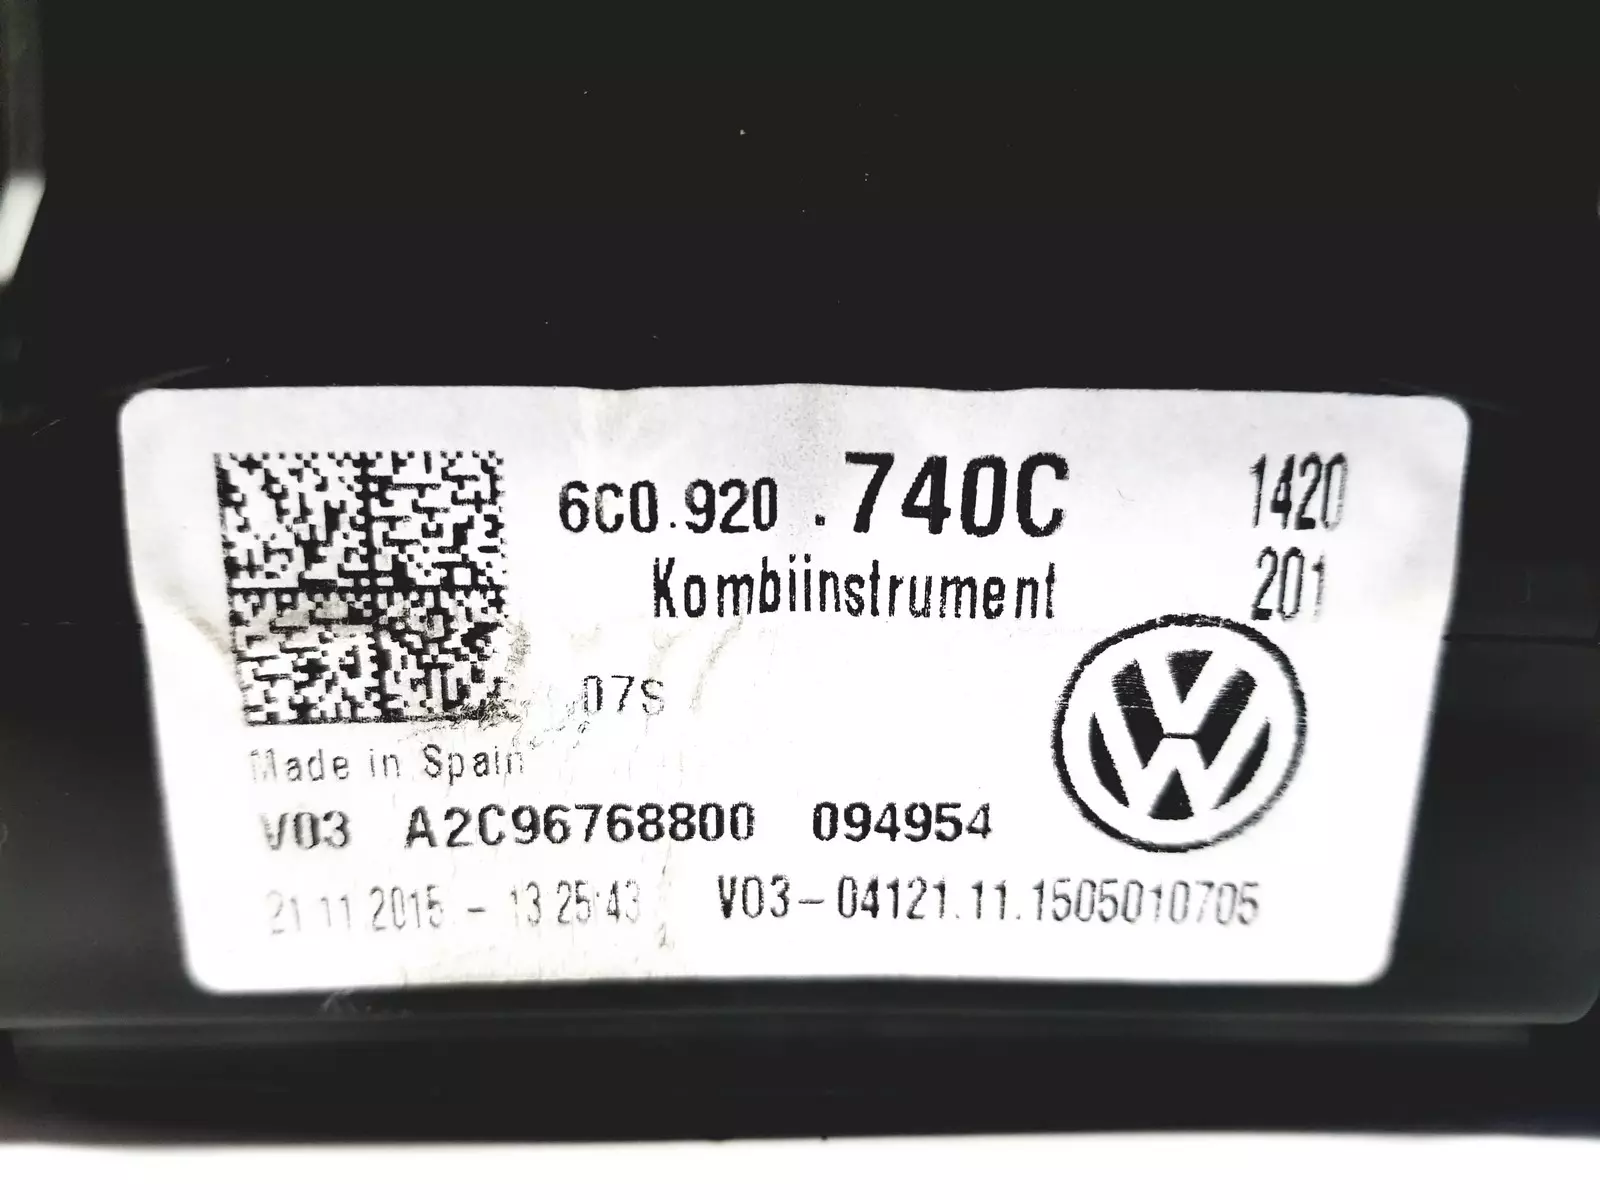 6C0.920 .740C 1420
Kombiinstrument 201
07S
Made in Spain
V03 A2C96768800 094954
21.11.2015 - 13:25:43 V03-04121.11.1505010705